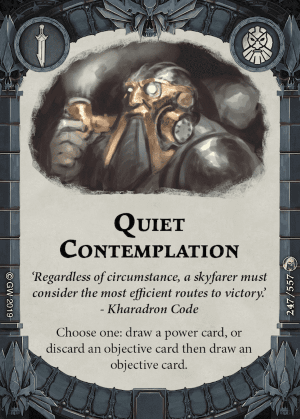 QUIET
CONTEMPLATION
‘Regardless of circumstance, a skyfarer must
consider the most efficient routes to victory.’
- Kharadron Code
Choose one: draw a power card, or
discard an objective card then draw an
objective card.
© GW 2019
247/557